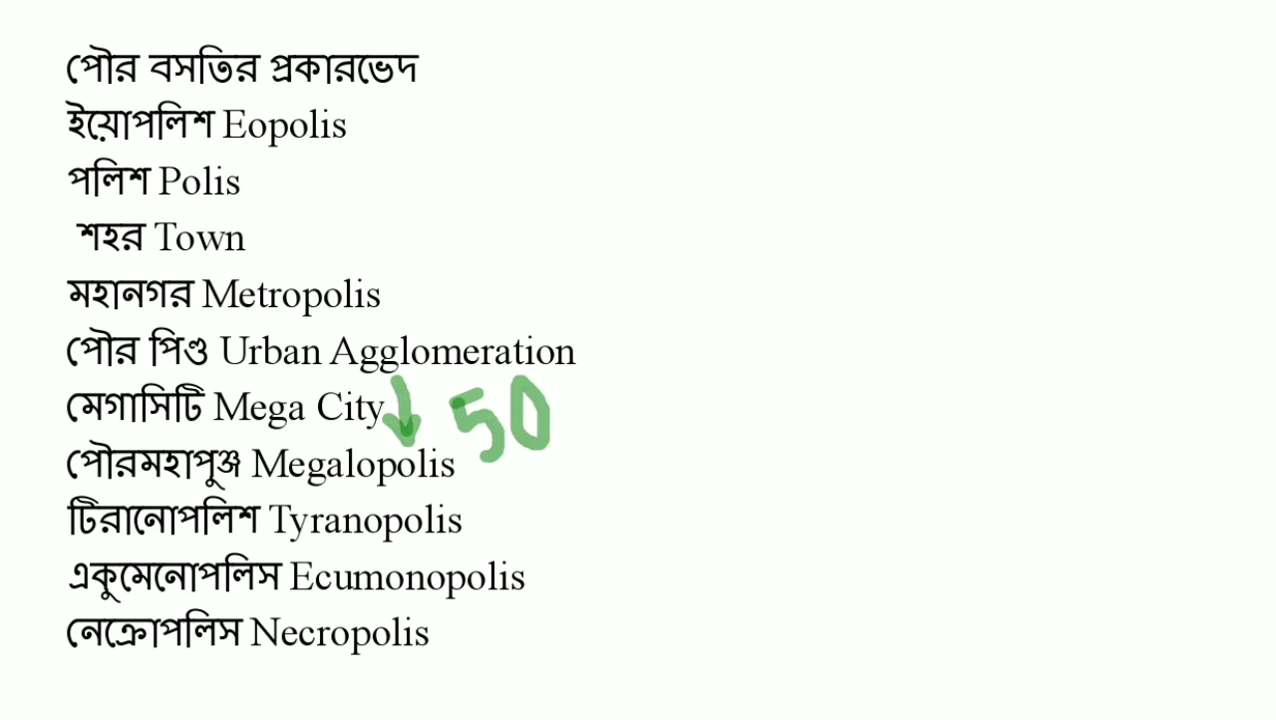 পৌর বসতির প্রকারভেদ
ইয়োপলিশ Eopolis
পলিশ Polis
শহর Town
মহানগর Metropolis
পৌর পিণ্ড Urban Agglomeration
মেগাসিটি Mega City ↓ 50
পৌরমহাপুঞ্জ Megalopolis
টিরানোপলিশ Tyranopolis
একুমেনোপলিস Ecumonopolis
নেক্রোপলিস Necropolis